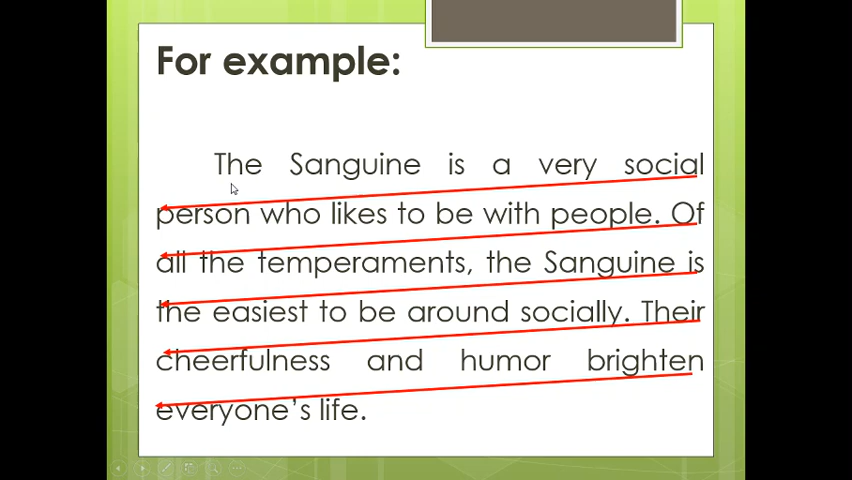 For example:
The Sanguine is a very social
person who likes to be with people. Of
all the temperaments, the Sanguine is
the easiest to be around socially. Their
cheerfulness and humor brighten
everyone's life.